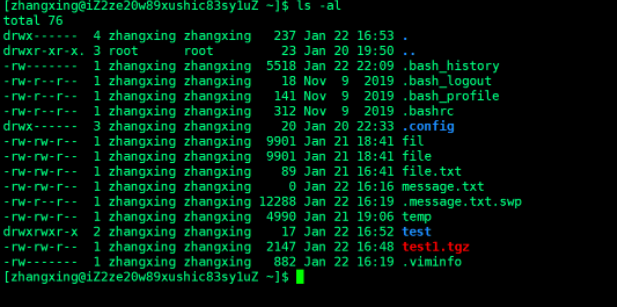 [zhangxing@iZ2ze20w89xushic83sy1uZ ~]$ ls -al
total 76
drwx------  4 zhangxing zhangxing   237 Jan 22 16:53 .
drwxr-xr-x. 3 root      root         23 Jan 20 19:50 ..
-rw-------  1 zhangxing zhangxing  5518 Jan 22 22:09 .bash_history
-rw-r--r--  1 zhangxing zhangxing    18 Nov  9  2019 .bash_logout
-rw-r--r--  1 zhangxing zhangxing   141 Nov  9  2019 .bash_profile
-rw-r--r--  1 zhangxing zhangxing   312 Nov  9  2019 .bashrc
drwx------  3 zhangxing zhangxing    20 Jan 20 22:33 .config
-rw-rw-r--  1 zhangxing zhangxing  9901 Jan 21 18:41 fil
-rw-rw-r--  1 zhangxing zhangxing  9901 Jan 21 18:41 file
-rw-rw-r--  1 zhangxing zhangxing    89 Jan 21 16:41 file.txt
-rw-rw-r--  1 zhangxing zhangxing     0 Jan 22 16:16 message.txt
-rw-rw-r--  1 zhangxing zhangxing 12288 Jan 22 16:19 .message.txt.swp
-rw-rw-r--  1 zhangxing zhangxing  4990 Jan 21 19:06 temp
drwxrwxr-x  2 zhangxing zhangxing    17 Jan 22 16:52 test
-rw-rw-r--  1 zhangxing zhangxing  2147 Jan 22 16:48 test1.tgz
-rw-------  1 zhangxing zhangxing   882 Jan 22 16:19 .viminfo
[zhangxing@iZ2ze20w89xushic83sy1uZ ~]$